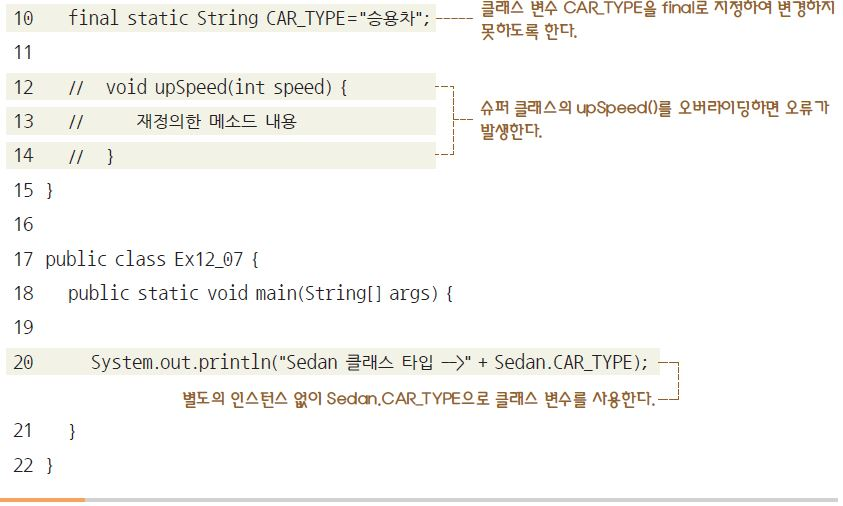 10 final static String CAR_TYPE="승용차";
클래스 변수 CAR_TYPE을 final로 지정하여 변경하지
못하도록 한다.
11
12 // void upSpeed(int speed) {
13 // 재정의한 메소드 내용
14 // }
슈퍼 클래스의 upSpeed()를 오버라이딩하면 오류가
발생한다.
15 }
16
17 public class Ex12_07 {
18 public static void main(String[] args) {
19
20 System.out.println("Sedan 클래스 타입 -->" + Sedan.CAR_TYPE);
별도의 인스턴스 없이 Sedan.CAR_TYPE으로 클래스 변수를 사용한다.
21 }
22 }